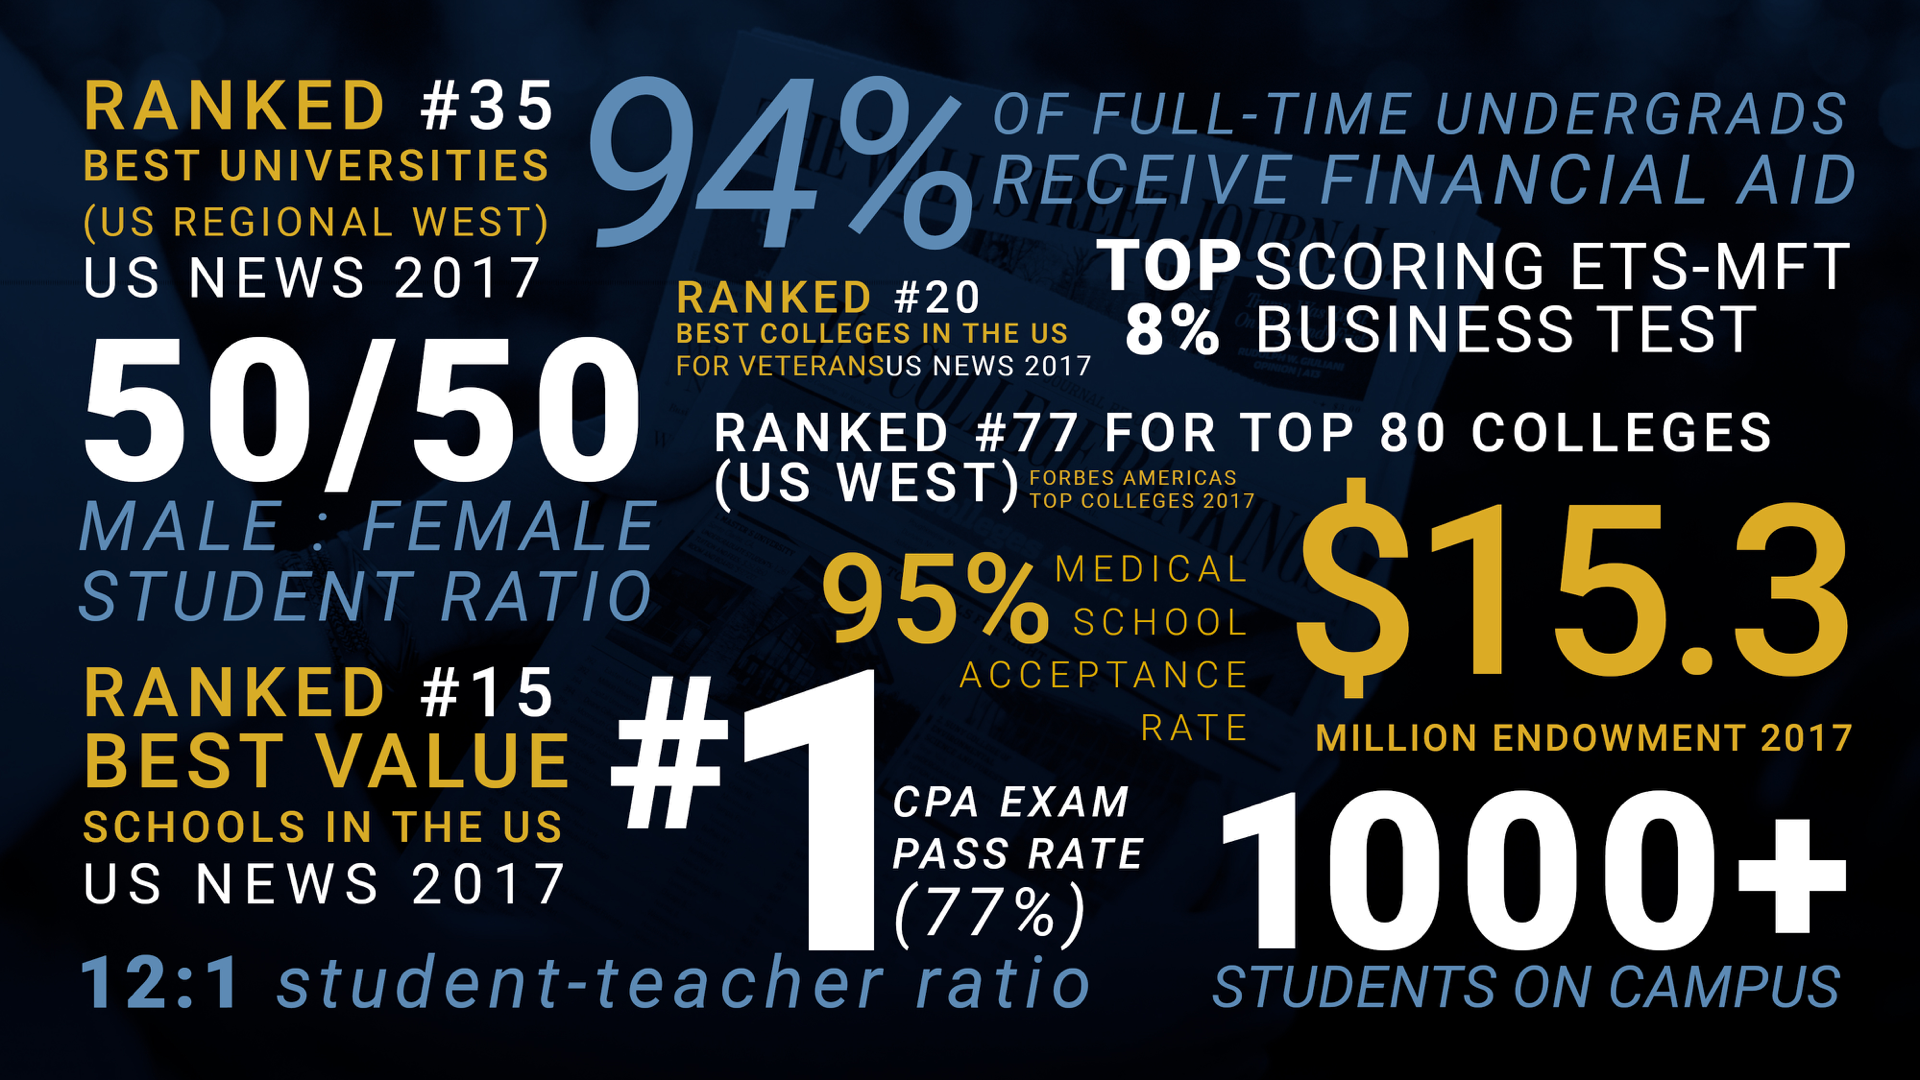 RANKED #35
BEST UNIVERSITIES
(US REGIONAL WEST)
US NEWS 2017
94%
OF FULL-TIME UNDERGRADS
RECEIVE FINANCIAL AID
TOP SCORING ETS-MFT
8% BUSINESS TEST
RANKED #20
BEST COLLEGES IN THE US
FOR VETERANSUS NEWS 2017
50/50
MALE : FEMALE
STUDENT RATIO
RANKED #77 FOR TOP 80 COLLEGES
(US WEST)
FORBES AMERICAS
TOP COLLEGES 2017
95% MEDICAL
SCHOOL
ACCEPTANCE
RATE
$15.3
MILLION ENDOWMENT 2017
RANKED #15
BEST VALUE
SCHOOLS IN THE US
US NEWS 2017
#1
CPA EXAM
PASS RATE
(77%)
1000+
STUDENTS ON CAMPUS
12:1 student-teacher ratio
THE WALL STREET JOURNAL